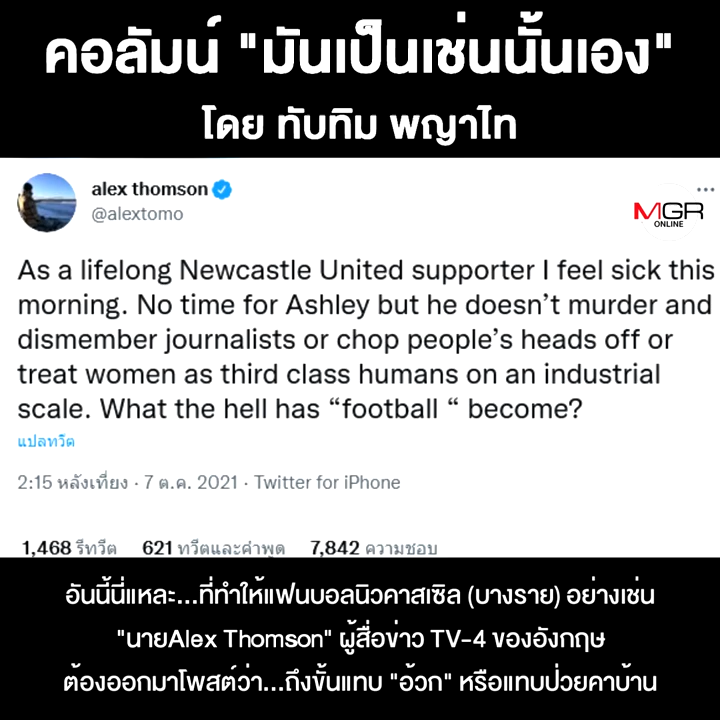 คอลัมน์ "มันเป็นเช่นนั้นเอง"
โดย ทับทิม พญาไท
alex thomson
@alextomo
MGR
ONLINE
As a lifelong Newcastle United supporter I feel sick this
morning. No time for Ashley but he doesn’t murder and
dismember journalists or chop people’s heads off or
treat women as third class humans on an industrial
scale. What the hell has “football “ become?
แปลทวีต
2:15 หลังเที่ยง · 7 ต.ค. 2021 · Twitter for iPhone
1,468 รีทวีต 621 ทวีตและคำพูด 7,842 ความชอบ
อันนี้นี่แหละ...ที่ทำให้แฟนบอลนิวคาสเซิล (บางราย) อย่างเช่น
"นายAlex Thomson" ผู้สื่อข่าว TV-4 ของอังกฤษ
ต้องออกมาโพสต์ว่า...ถึงขั้นแทบ "อ้วก" หรือแทบป่วยคาบ้าน